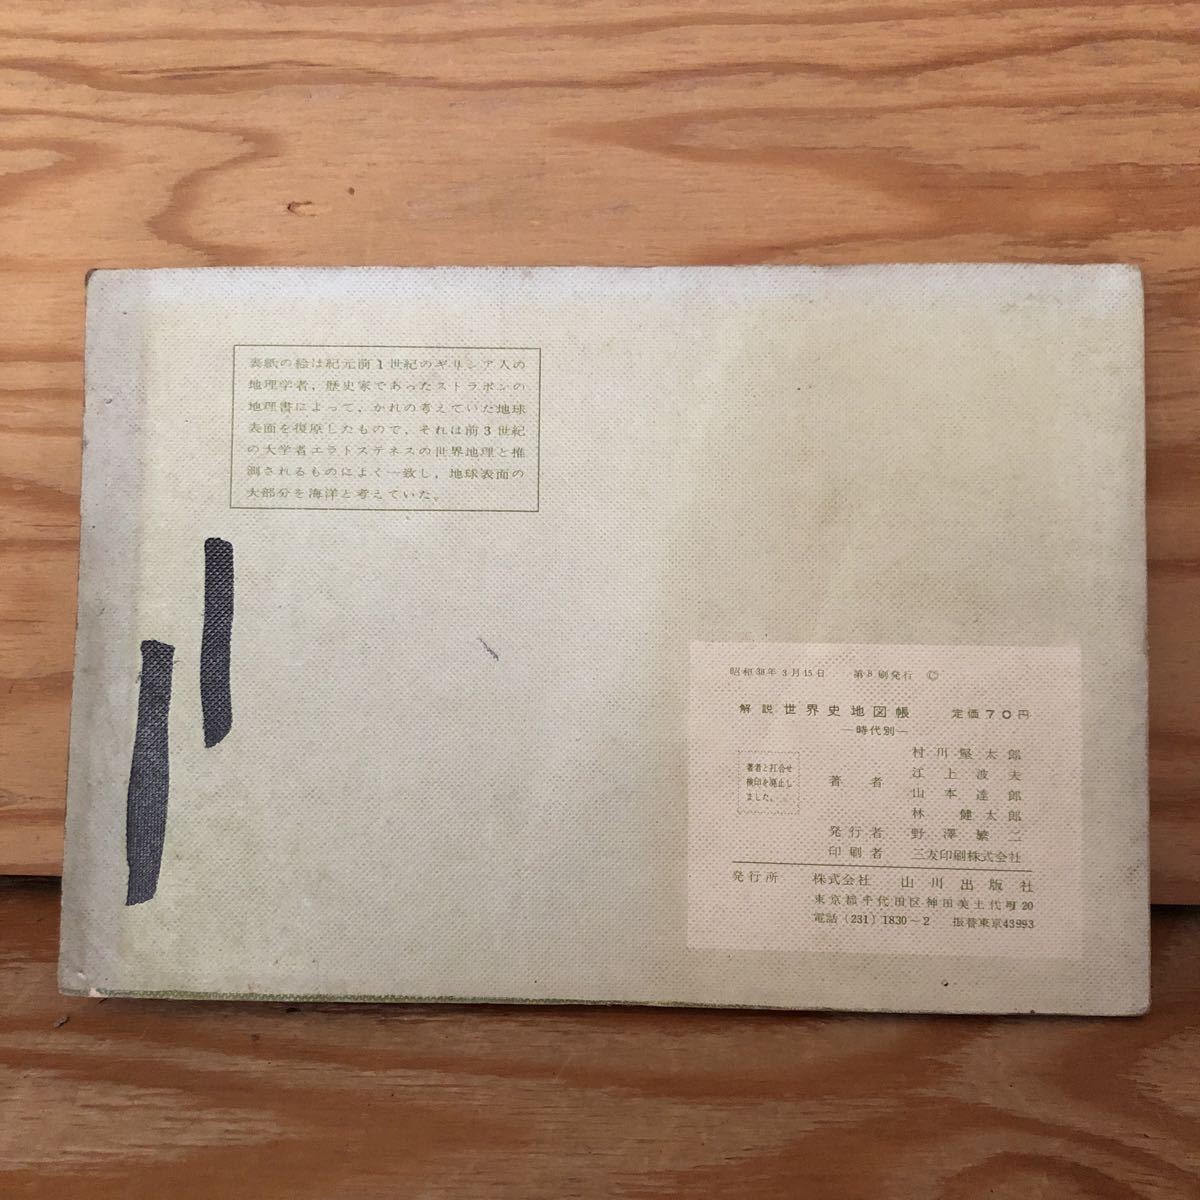 表紙の絵は紀元前1世紀のギリシア人の
地理学者，歴史家であったストラボンの
地理書によって，かれの考えていた地球
表面を復原したもので，それは前3世紀
の大学者エラトステネスの世界地理と推
測されるものによく一致し，地球表面の
大部分を海洋と考えていた。
昭和38年3月15日　第8刷発行　Ⓒ
解説 世界史地図帳　定価70円
―時代別―
著者と打合せ
検印を廃止し
ました。
著者
村川堅太郎
江上波夫
山本達郎
林健太郎
発行者　野澤繁二
印刷者　三友印刷株式会社
発行所　株式会社　山川出版社
東京都千代田区神田美土代町20
電話(231)1830－2　振替東京43993